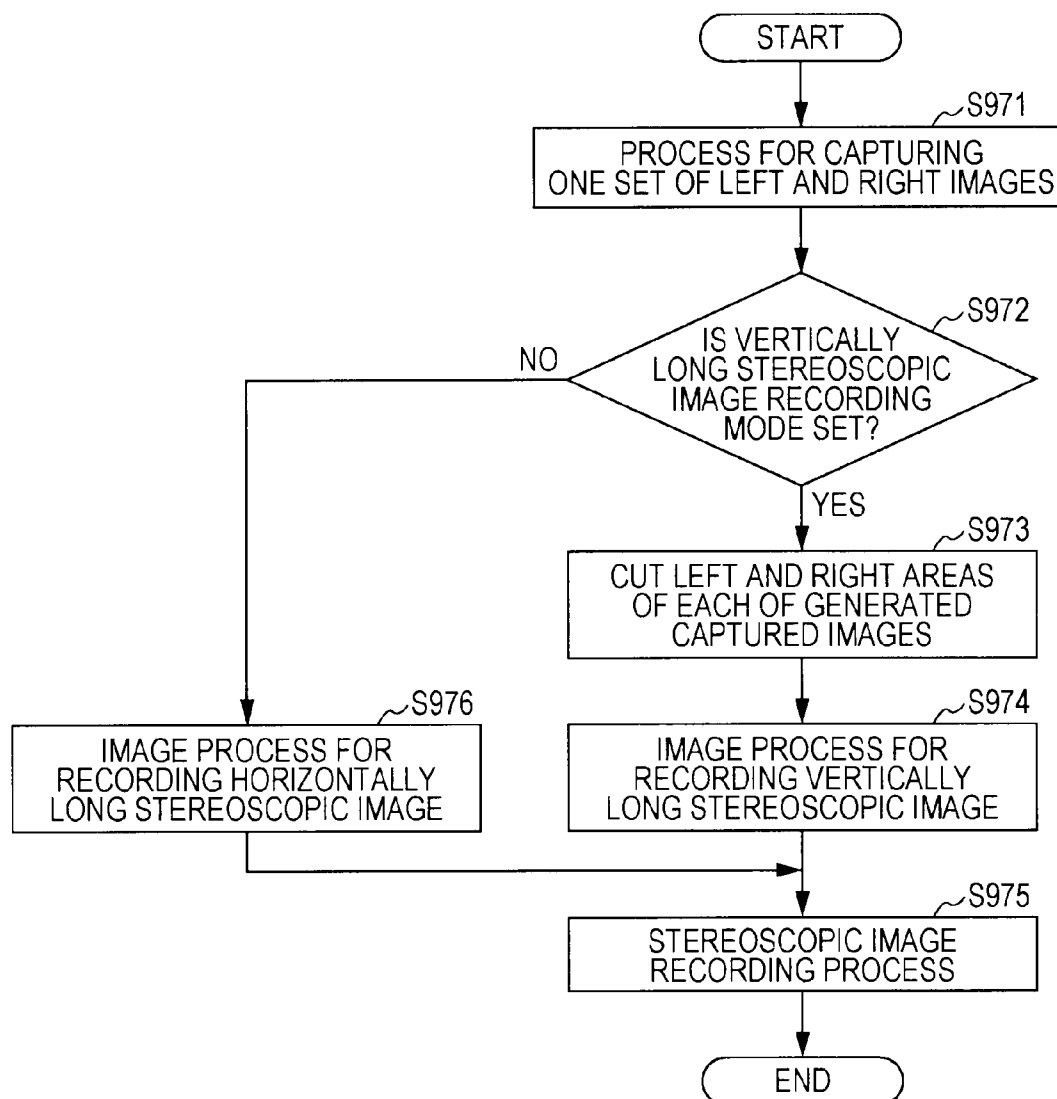 START
S971
PROCESS FOR CAPTURING
ONE SET OF LEFT AND RIGHT IMAGES
S972
IS VERTICALLY
LONG STEREOSCOPIC
IMAGE RECORDING
MODE SET?
NO
YES
S973
CUT LEFT AND RIGHT AREAS
OF EACH OF GENERATED
CAPTURED IMAGES
S976
IMAGE PROCESS FOR
RECORDING HORIZONTALLY
LONG STEREOSCOPIC IMAGE
S974
IMAGE PROCESS FOR
RECORDING VERTICALLY
LONG STEREOSCOPIC IMAGE
S975
STEREOSCOPIC IMAGE
RECORDING PROCESS
END